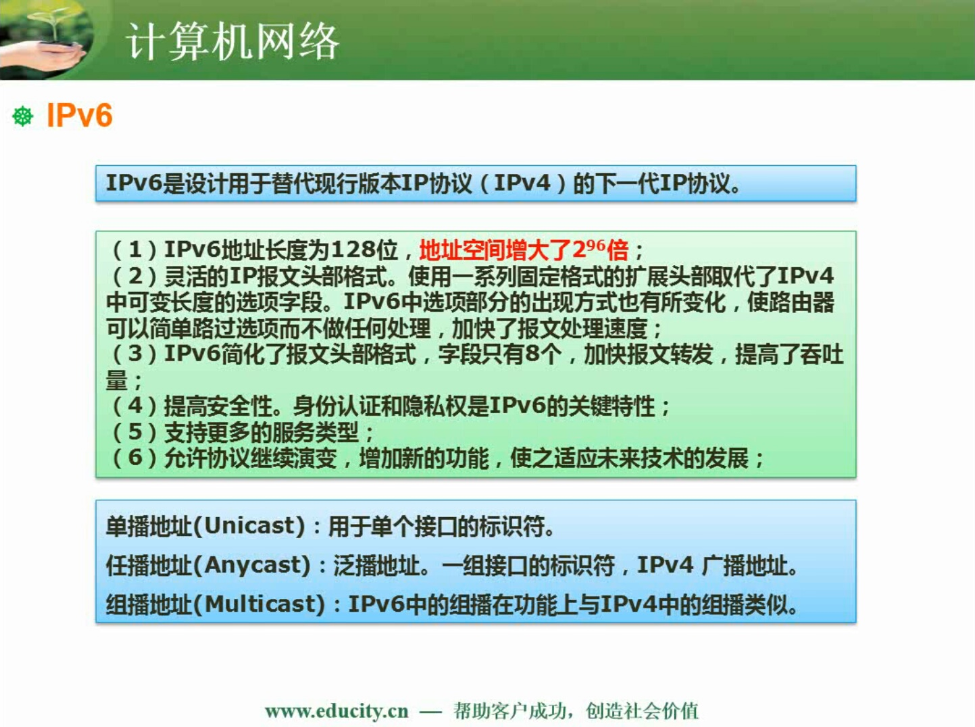 计算机网络
IPv6
IPv6是设计用于替代现行版本IP协议（IPv4）的下一代IP协议。
（1）IPv6地址长度为128位，地址空间增大了2⁹⁶倍；
（2）灵活的IP报文头部格式。使用一系列固定格式的扩展头部取代了IPv4
中可变长度的选项字段。IPv6中选项部分的出现方式也有所变化，使路由器
可以简单路过选项而不做任何处理，加快了报文处理速度；
（3）IPv6简化了报文头部格式，字段只有8个，加快报文转发，提高了吞吐
量；
（4）提高安全性。身份认证和隐私权是IPv6的关键特性；
（5）支持更多的服务类型；
（6）允许协议继续演变，增加新的功能，使之适应未来技术的发展；
单播地址(Unicast)：用于单个接口的标识符。
任播地址(Anycast)：泛播地址。一组接口的标识符，IPv4 广播地址。
组播地址(Multicast)：IPv6中的组播在功能上与IPv4中的组播类似。
www.educity.cn — 帮助客户成功，创造社会价值